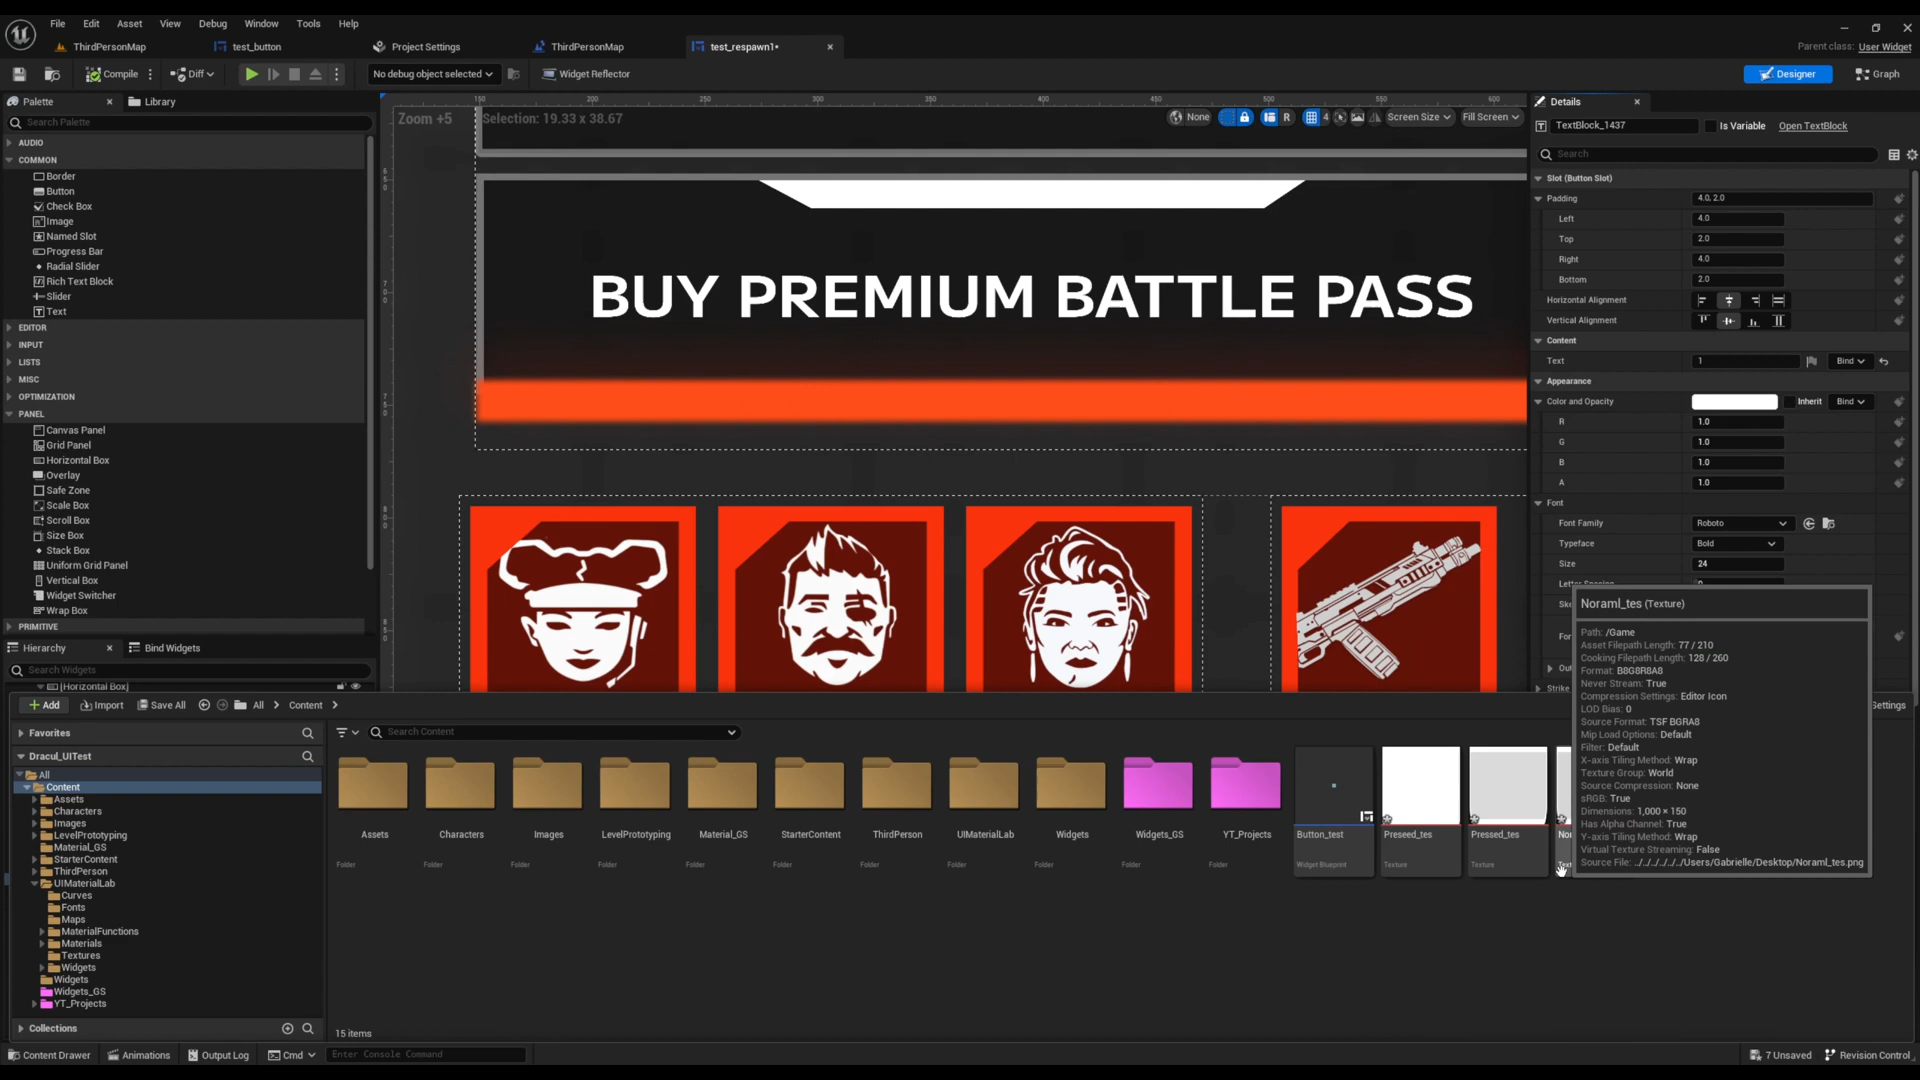 File Edit Asset View Debug Window Tools Help
ThirdPersonMap test_button Project Settings ThirdPersonMap test_respawn1•
Parent class: User Widget
Compile Diff No debug object selected Widget Reflector Designer Graph
Palette Library
Search Palette
AUDIO
COMMON
Border
Button
Check Box
Image
Named Slot
Progress Bar
Radial Slider
Rich Text Block
Slider
Text
EDITOR
INPUT
LISTS
MISC
OPTIMIZATION
PANEL
Canvas Panel
Grid Panel
Horizontal Box
Overlay
Safe Zone
Scale Box
Scroll Box
Size Box
Stack Box
Uniform Grid Panel
Vertical Box
Widget Switcher
Wrap Box
PRIMITIVE
Hierarchy Bind Widgets
Search Widgets
[Horizontal Box]
150 200 250 300 350 400 450 500 550 600
Zoom +5 Selection: 19.33 x 38.67 None R 4 Screen Size Fill Screen
BUY PREMIUM BATTLE PASS
Details
TextBlock_1437 Is Variable Open TextBlock
Search
Slot (Button Slot)
Padding 4.0, 2.0
Left 4.0
Top 2.0
Right 4.0
Bottom 2.0
Horizontal Alignment
Vertical Alignment
Content
Text 1 Bind
Appearance
Color and Opacity Inherit Bind
R 1.0
G 1.0
B 1.0
A 1.0
Font
Font Family Roboto
Typeface Bold
Size 24
Letter Spacing 0
Settings
Noraml_tes (Texture)
Path: /Game
Asset Filepath Length: 77 / 210
Cooking Filepath Length: 128 / 260
Format: B8G8R8A8
Never Stream: True
Compression Settings: Editor Icon
LOD Bias: 0
Source Format: TSF BGRA8
Mip Load Options: Default
Filter: Default
X-axis Tiling Method: Wrap
Texture Group: World
Source Compression: None
sRGB: True
Dimensions: 1,000 × 150
Has Alpha Channel: True
Y-axis Tiling Method: Wrap
Virtual Texture Streaming: False
Source File: ../../../../../../Users/Gabrielle/Desktop/Noraml_tes.png
Add Import Save All All Content
Favorites
Dracul_UITest
All
Content
Assets
Characters
Images
LevelPrototyping
Material_GS
StarterContent
ThirdPerson
UIMaterialLab
Curves
Fonts
Maps
MaterialFunctions
Materials
Textures
Widgets
Widgets
Widgets_GS
YT_Projects
Collections
Search Content
Assets Characters Images LevelPrototyping Material_GS StarterContent ThirdPerson UIMaterialLab Widgets Widgets_GS YT_Projects Button_test Preseed_tes Pressed_tes
Folder Folder Folder Folder Folder Folder Folder Folder Folder Folder Folder Widget Blueprint Texture Texture
15 items
Content Drawer Animations Output Log Cmd Enter Console Command 7 Unsaved Revision Control